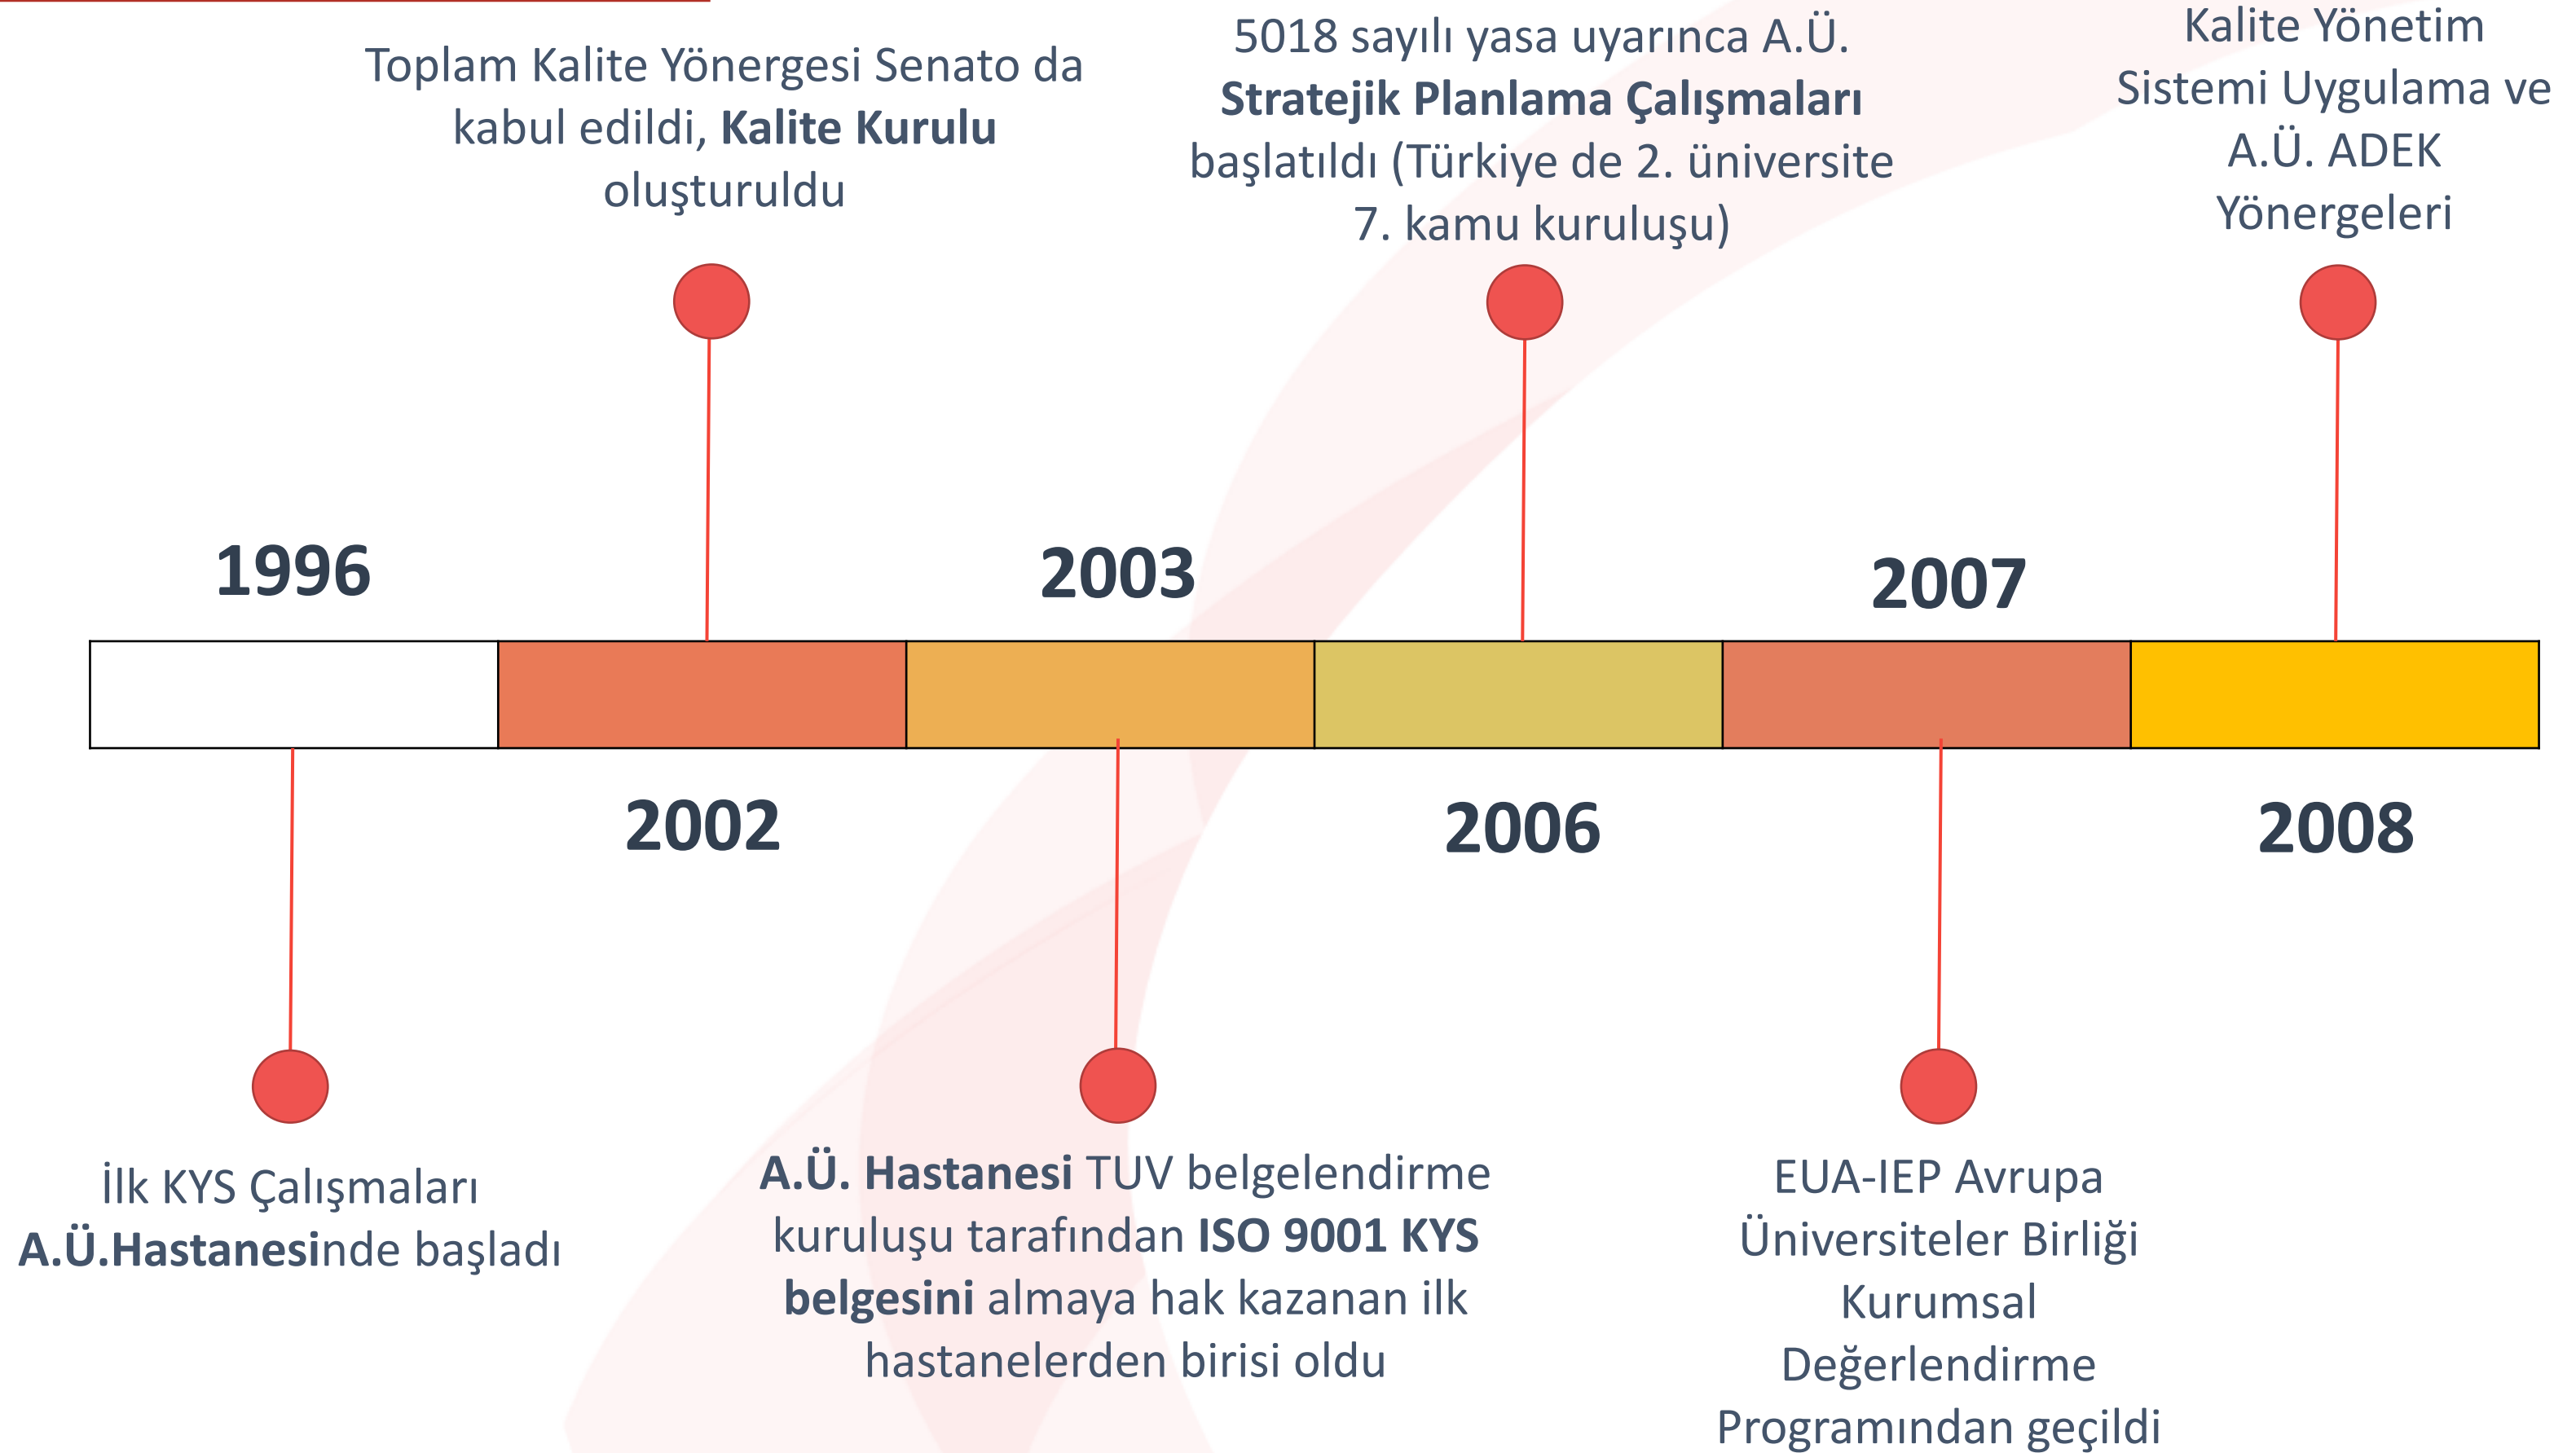 Toplam Kalite Yönergesi Senato da
kabul edildi, Kalite Kurulu
oluşturuldu
5018 sayılı yasa uyarınca A.Ü.
Stratejik Planlama Çalışmaları
başlatıldı (Türkiye de 2. üniversite
7. kamu kuruluşu)
Kalite Yönetim
Sistemi Uygulama ve
A.Ü. ADEK
Yönergeleri
1996
2003
2007
2002
2006
2008
İlk KYS Çalışmaları
A.Ü.Hastanesinde başladı
A.Ü. Hastanesi TUV belgelendirme
kuruluşu tarafından ISO 9001 KYS
belgesini almaya hak kazanan ilk
hastanelerden birisi oldu
EUA-IEP Avrupa
Üniversiteler Birliği
Kurumsal
Değerlendirme
Programından geçildi